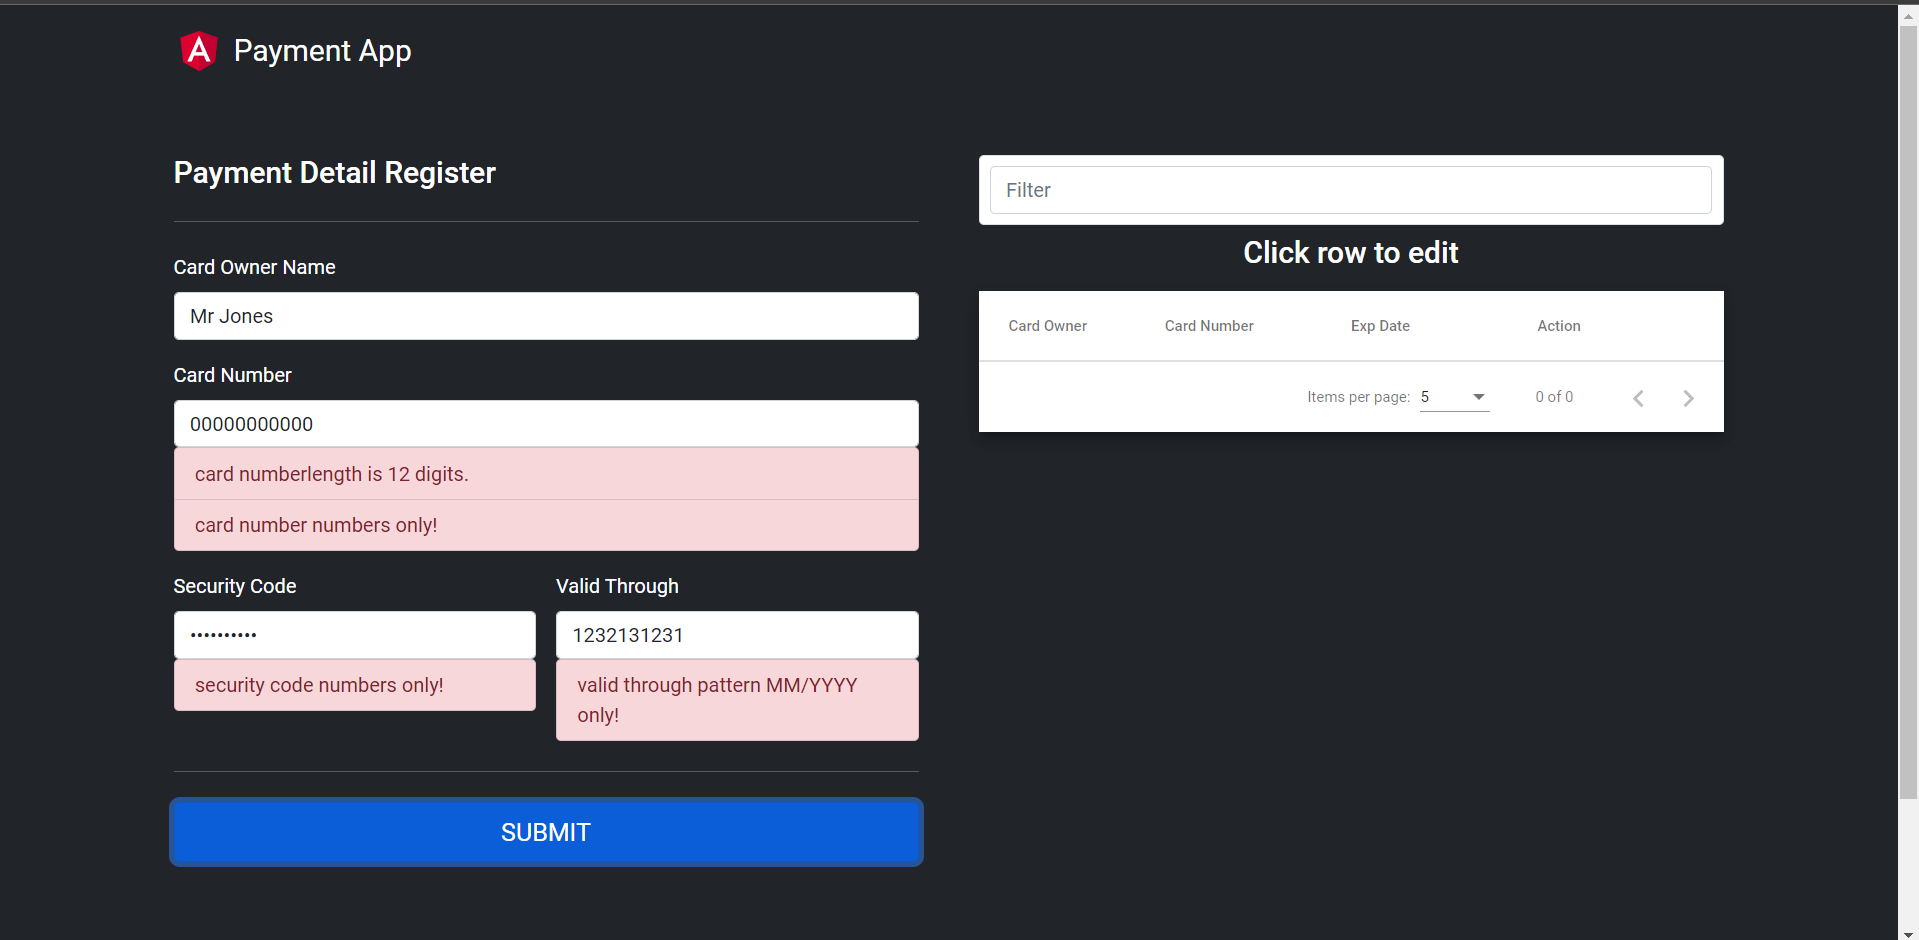 Payment App
Payment Detail Register
Card Owner Name
Mr Jones
Card Number
00000000000
card numberlength is 12 digits.
card number numbers only!
Security Code
••••••••••
security code numbers only!
Valid Through
1232131231
valid through pattern MM/YYYY
only!
SUBMIT
Filter
Click row to edit
Card Owner Card Number Exp Date Action
Items per page: 5 0 of 0